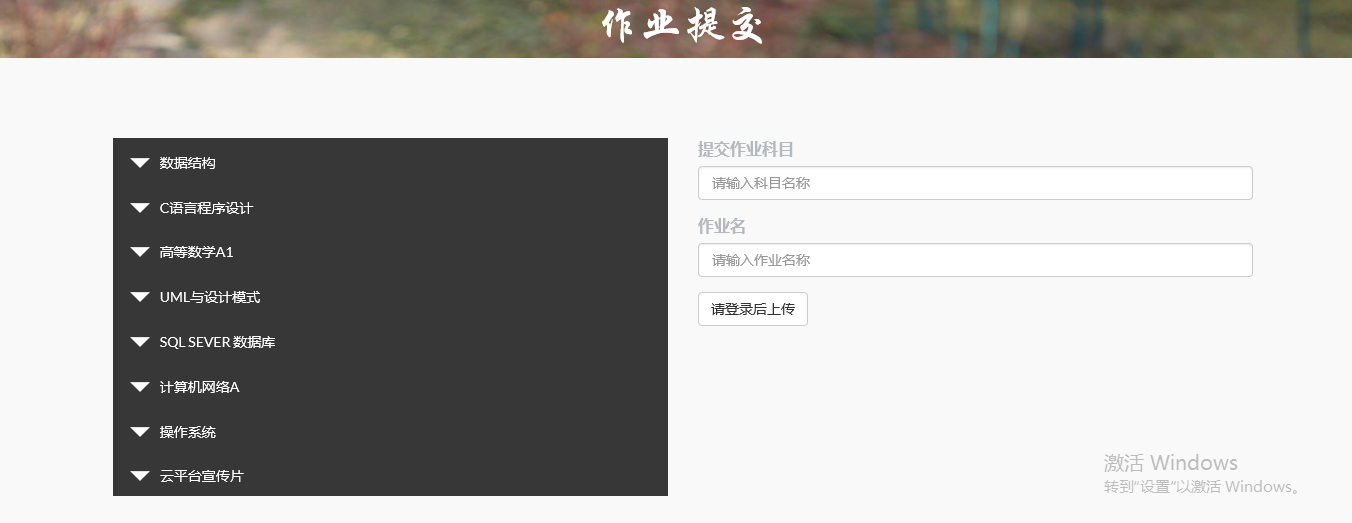 作业提交
数据结构
C语言程序设计
高等数学A1
UML与设计模式
SQL SEVER 数据库
计算机网络A
操作系统
云平台宣传片
提交作业科目
请输入科目名称
作业名
请输入作业名称
请登录后上传
激活 Windows
转到"设置"以激活 Windows。